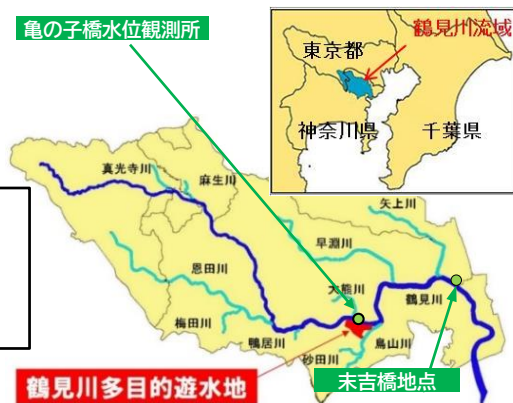 亀の子橋水位観測所
鶴見川流域
東京都
神奈川県
千葉県
真光寺川
麻生川
矢上川
早淵川
恩田川
大熊川
鶴見川
梅田川
鴨居川
鳥山川
砂田川
鶴見川多目的遊水地
末吉橋地点